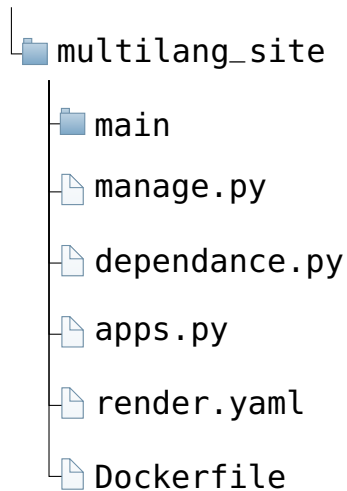 multilang_site
main
manage.py
dependance.py
apps.py
render.yaml
Dockerfile